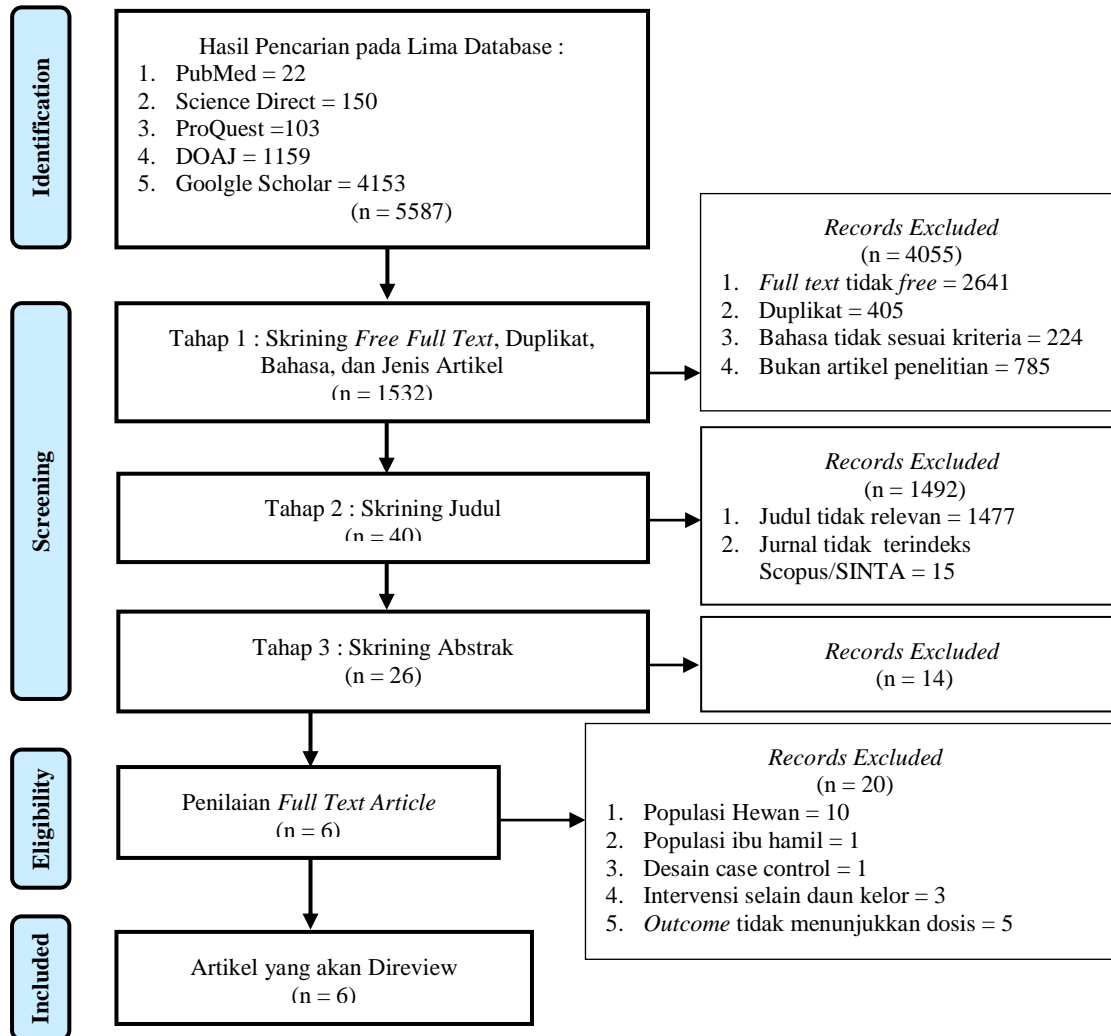 Identification
Hasil Pencarian pada Lima Database :
1. PubMed = 22
2. Science Direct = 150
3. ProQuest =103
4. DOAJ = 1159
5. Goolgle Scholar = 4153
(n = 5587)
Records Excluded
(n = 4055)
1. Full text tidak free = 2641
2. Duplikat = 405
3. Bahasa tidak sesuai kriteria = 224
4. Bukan artikel penelitian = 785
Screening
Tahap 1 : Skrining Free Full Text, Duplikat,
Bahasa, dan Jenis Artikel
(n = 1532)
Records Excluded
(n = 1492)
1. Judul tidak relevan = 1477
2. Jurnal tidak terindeks
Scopus/SINTA = 15
Tahap 2 : Skrining Judul
(n = 40)
Tahap 3 : Skrining Abstrak
(n = 26)
Records Excluded
(n = 14)
Eligibility
Penilaian Full Text Article
(n = 6)
Records Excluded
(n = 20)
1. Populasi Hewan = 10
2. Populasi ibu hamil = 1
3. Desain case control = 1
4. Intervensi selain daun kelor = 3
5. Outcome tidak menunjukkan dosis = 5
Included
Artikel yang akan Direview
(n = 6)